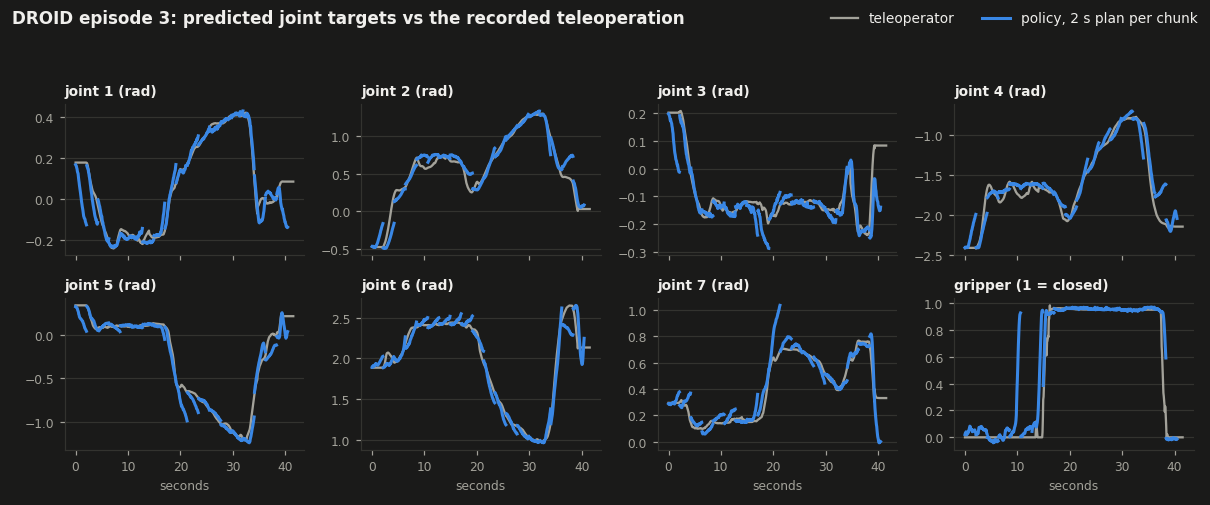 DROID episode 3: predicted joint targets vs the recorded teleoperation
teleoperator
policy, 2 s plan per chunk
joint 1 (rad)
0.4
0.2
0.0
−0.2
joint 2 (rad)
1.0
0.5
0.0
−0.5
joint 3 (rad)
0.2
0.1
0.0
−0.1
−0.2
−0.3
joint 4 (rad)
−1.0
−1.5
−2.0
−2.5
joint 5 (rad)
0.0
−0.5
−1.0
0 10 20 30 40
seconds
joint 6 (rad)
2.5
2.0
1.5
1.0
0 10 20 30 40
seconds
joint 7 (rad)
1.0
0.8
0.6
0.4
0.2
0.0
0 10 20 30 40
seconds
gripper (1 = closed)
1.0
0.8
0.6
0.4
0.2
0.0
0 10 20 30 40
seconds